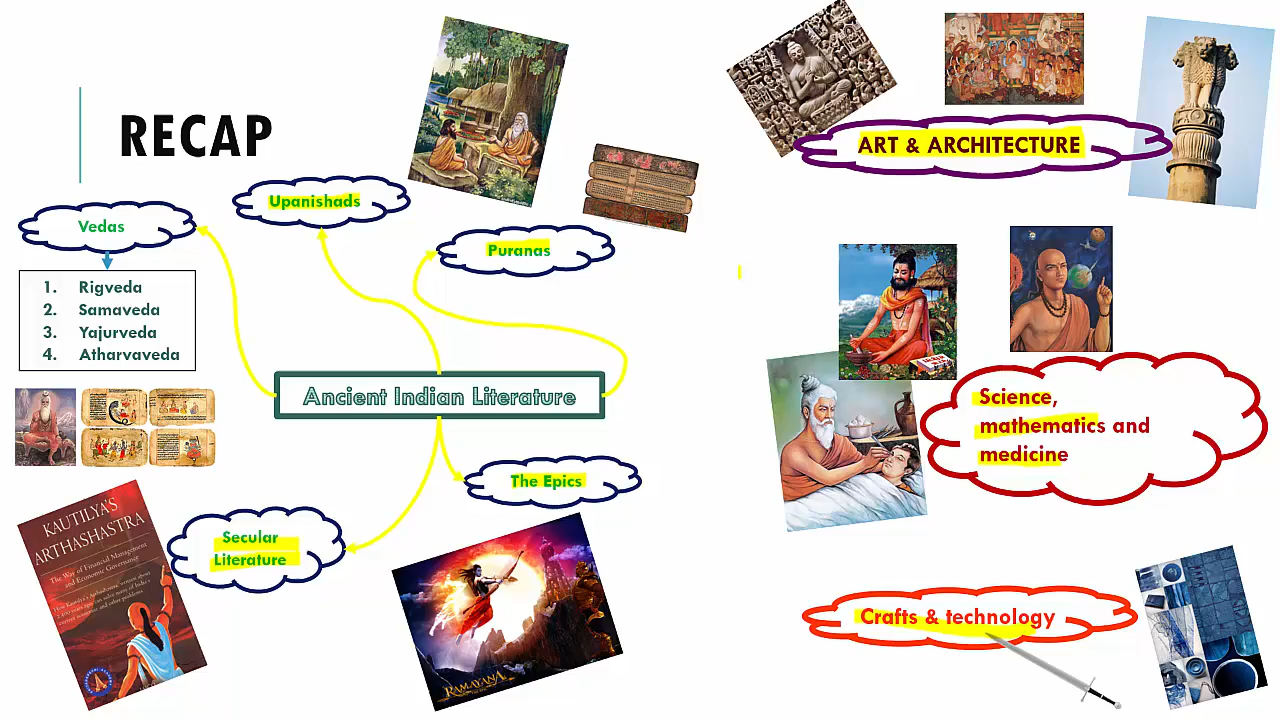 RECAP
Upanishads
Vedas
Puranas
1. Rigveda
2. Samaveda
3. Yajurveda
4. Atharvaveda
Ancient Indian Literature
The Epics
Secular
Literature
KAUTILYA'S
ARTHASHASTRA
The Way of Financial Management
and Economic Governance
RAMAYANA
THE EPIC
ART & ARCHITECTURE
Science,
mathematics and
medicine
Crafts & technology